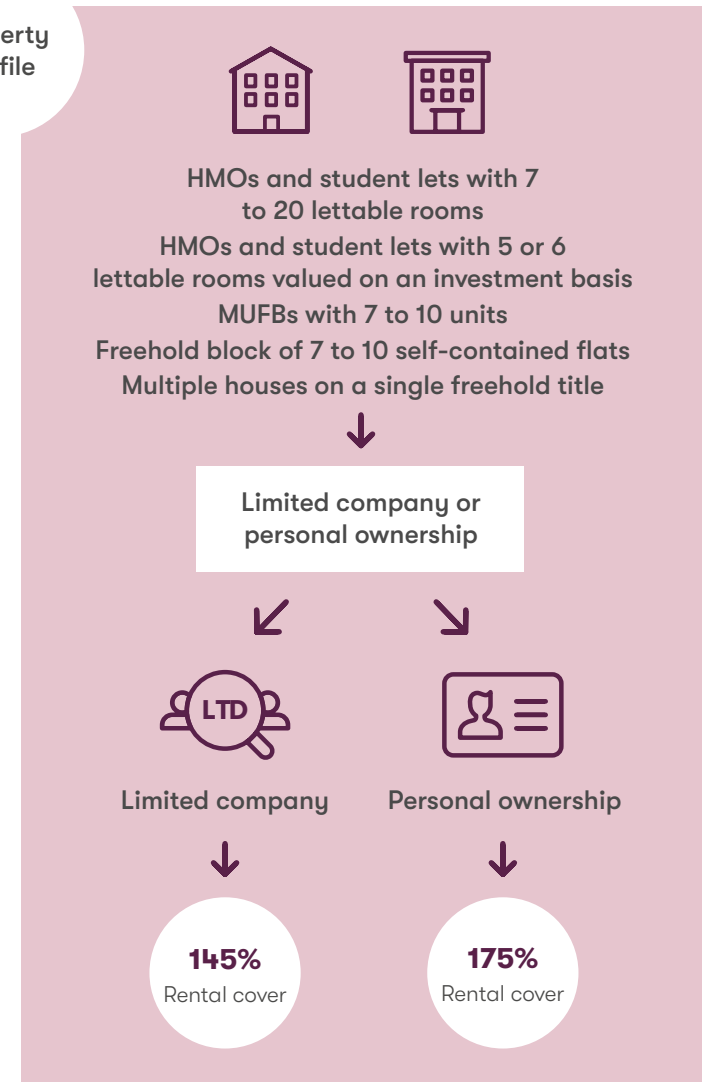 HMOs and student lets with 7
to 20 lettable rooms
HMOs and student lets with 5 or 6
lettable rooms valued on an investment basis
MUFBs with 7 to 10 units
Freehold block of 7 to 10 self-contained flats
Multiple houses on a single freehold title
Limited company or
personal ownership
LTD
Limited company
Personal ownership
145%
Rental cover
175%
Rental cover